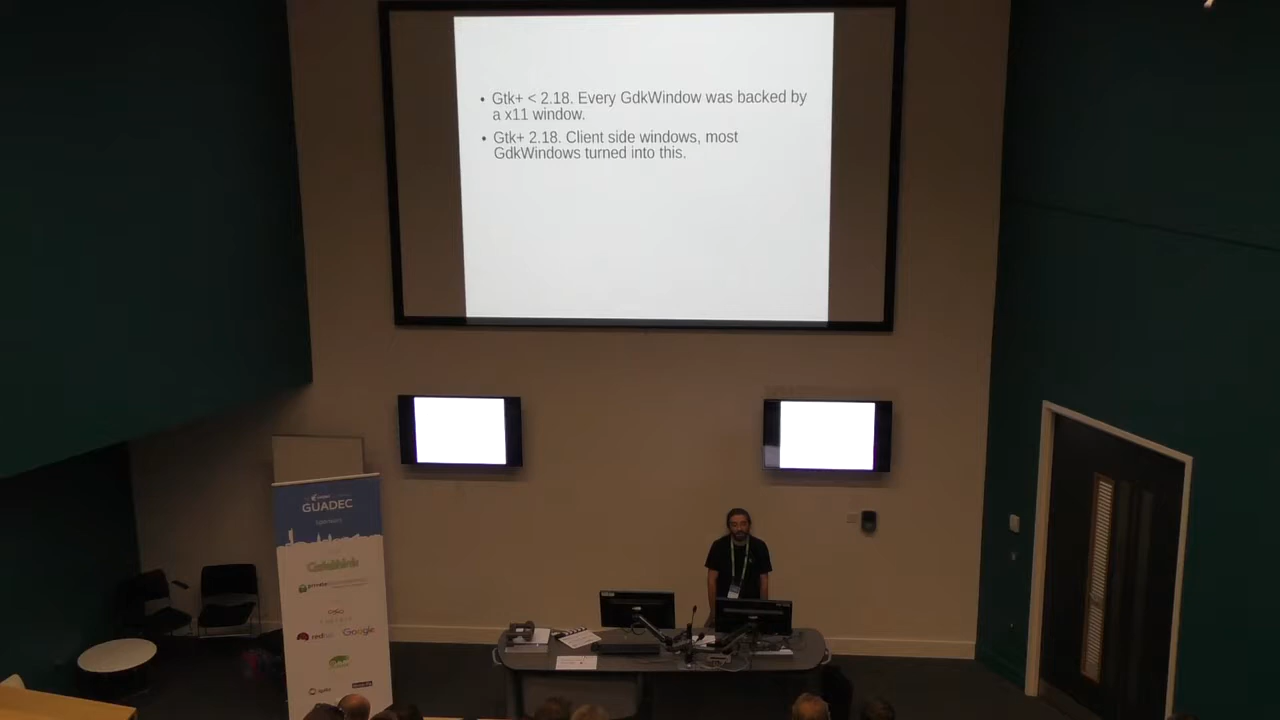 • Gtk+ < 2.18. Every GdkWindow was backed by
a x11 window.
• Gtk+ 2.18. Client side windows, most
GdkWindows turned into this.
GUADEC
redhat
Google